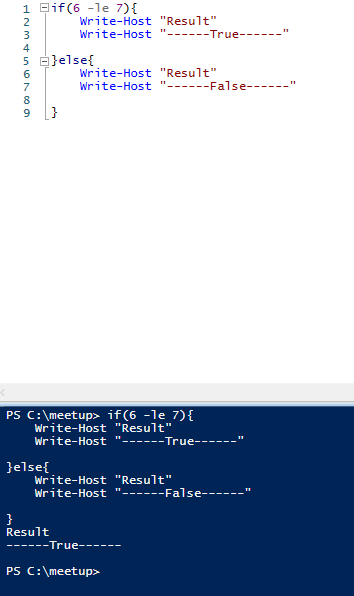 1 if(6 -le 7){
2     Write-Host "Result"
3     Write-Host "------True------"
4
5 }else{
6     Write-Host "Result"
7     Write-Host "------False------"
8
9 }
PS C:\meetup> if(6 -le 7){
    Write-Host "Result"
    Write-Host "------True------"

}else{
    Write-Host "Result"
    Write-Host "------False------"

}
Result
------True------

PS C:\meetup>